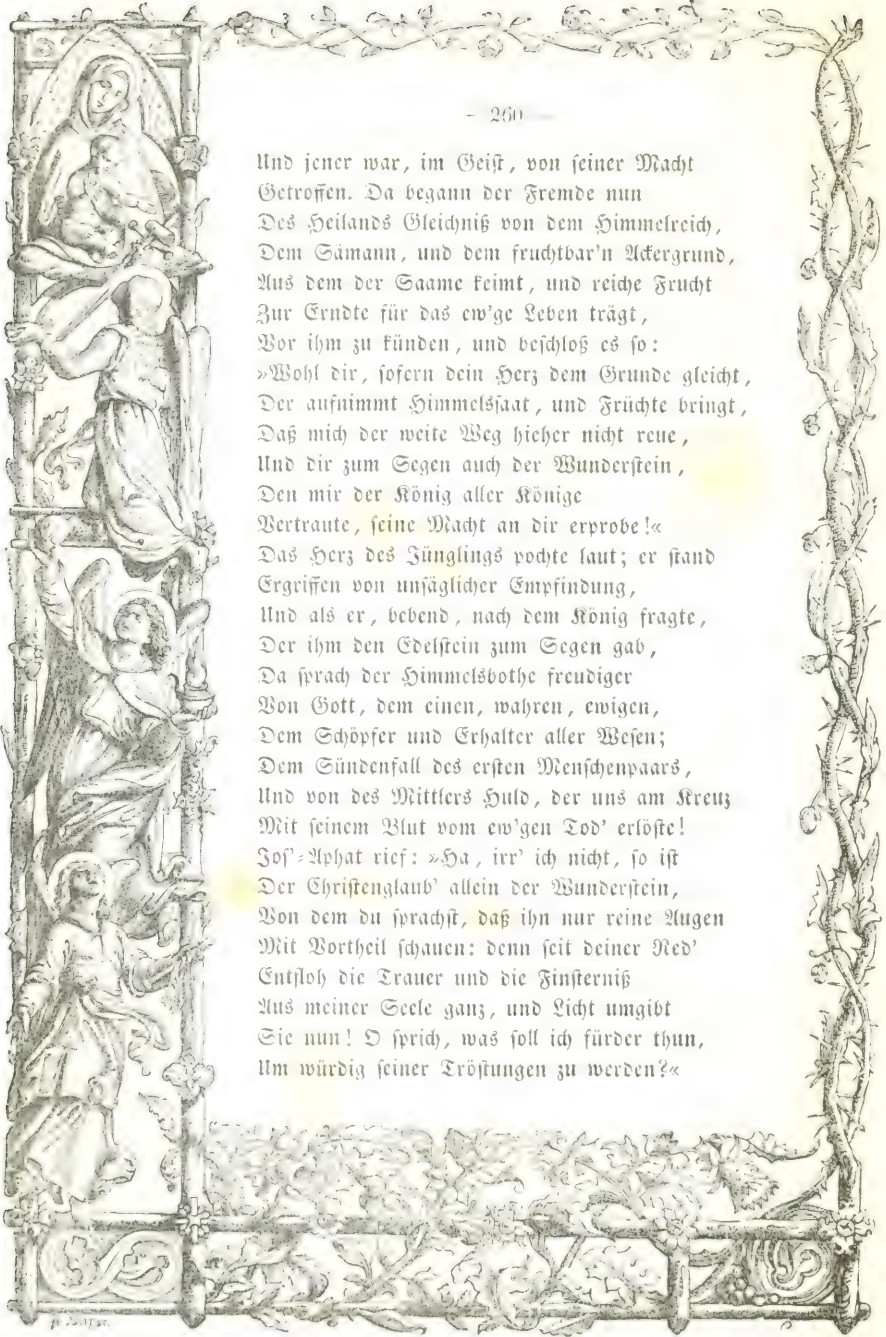 - 260 -
Und jener war, im Geist, von seiner Macht
Getroffen. Da begann der Fremde nun
Des Heilands Gleichniß von dem Himmelreich,
Dem Sämann, und dem fruchtbar'n Ackergrund,
Aus dem der Saame keimt, und reiche Frucht
Zur Erndte für das ew'ge Leben trägt,
Vor ihm zu künden, und beschloß es so:
»Wohl dir, sofern dein Herz dem Grunde gleicht,
Der aufnimmt Himmelssaat, und Früchte bringt,
Daß mich der weite Weg hieher nicht reue,
Und dir zum Segen auch der Wunderstein,
Den mir der König aller Könige
Vertraute, seine Macht an dir erprobe!«
Das Herz des Jünglings pochte laut; er stand
Ergriffen von unsäglicher Empfindung,
Und als er, bebend, nach dem König fragte,
Der ihm den Edelstein zum Segen gab,
Da sprach der Himmelsbothe freudiger
Von Gott, dem einen, wahren, ewigen,
Dem Schöpfer und Erhalter aller Wesen;
Dem Sündenfall des ersten Menschenpaars,
Und von des Mittlers Huld, der uns am Kreuz
Mit seinem Blut vom ew'gen Tod' erlöste!
Jos'-Aphat rief: »Ha, irr' ich nicht, so ist
Der Christenglaub' allein der Wunderstein,
Von dem du sprachst, daß ihn nur reine Augen
Mit Vortheil schauen: denn seit deiner Red'
Entfloh die Trauer und die Finsterniß
Aus meiner Seele ganz, und Licht umgibt
Sie nun! O sprich, was soll ich fürder thun,
Um würdig seiner Tröstungen zu werden?«